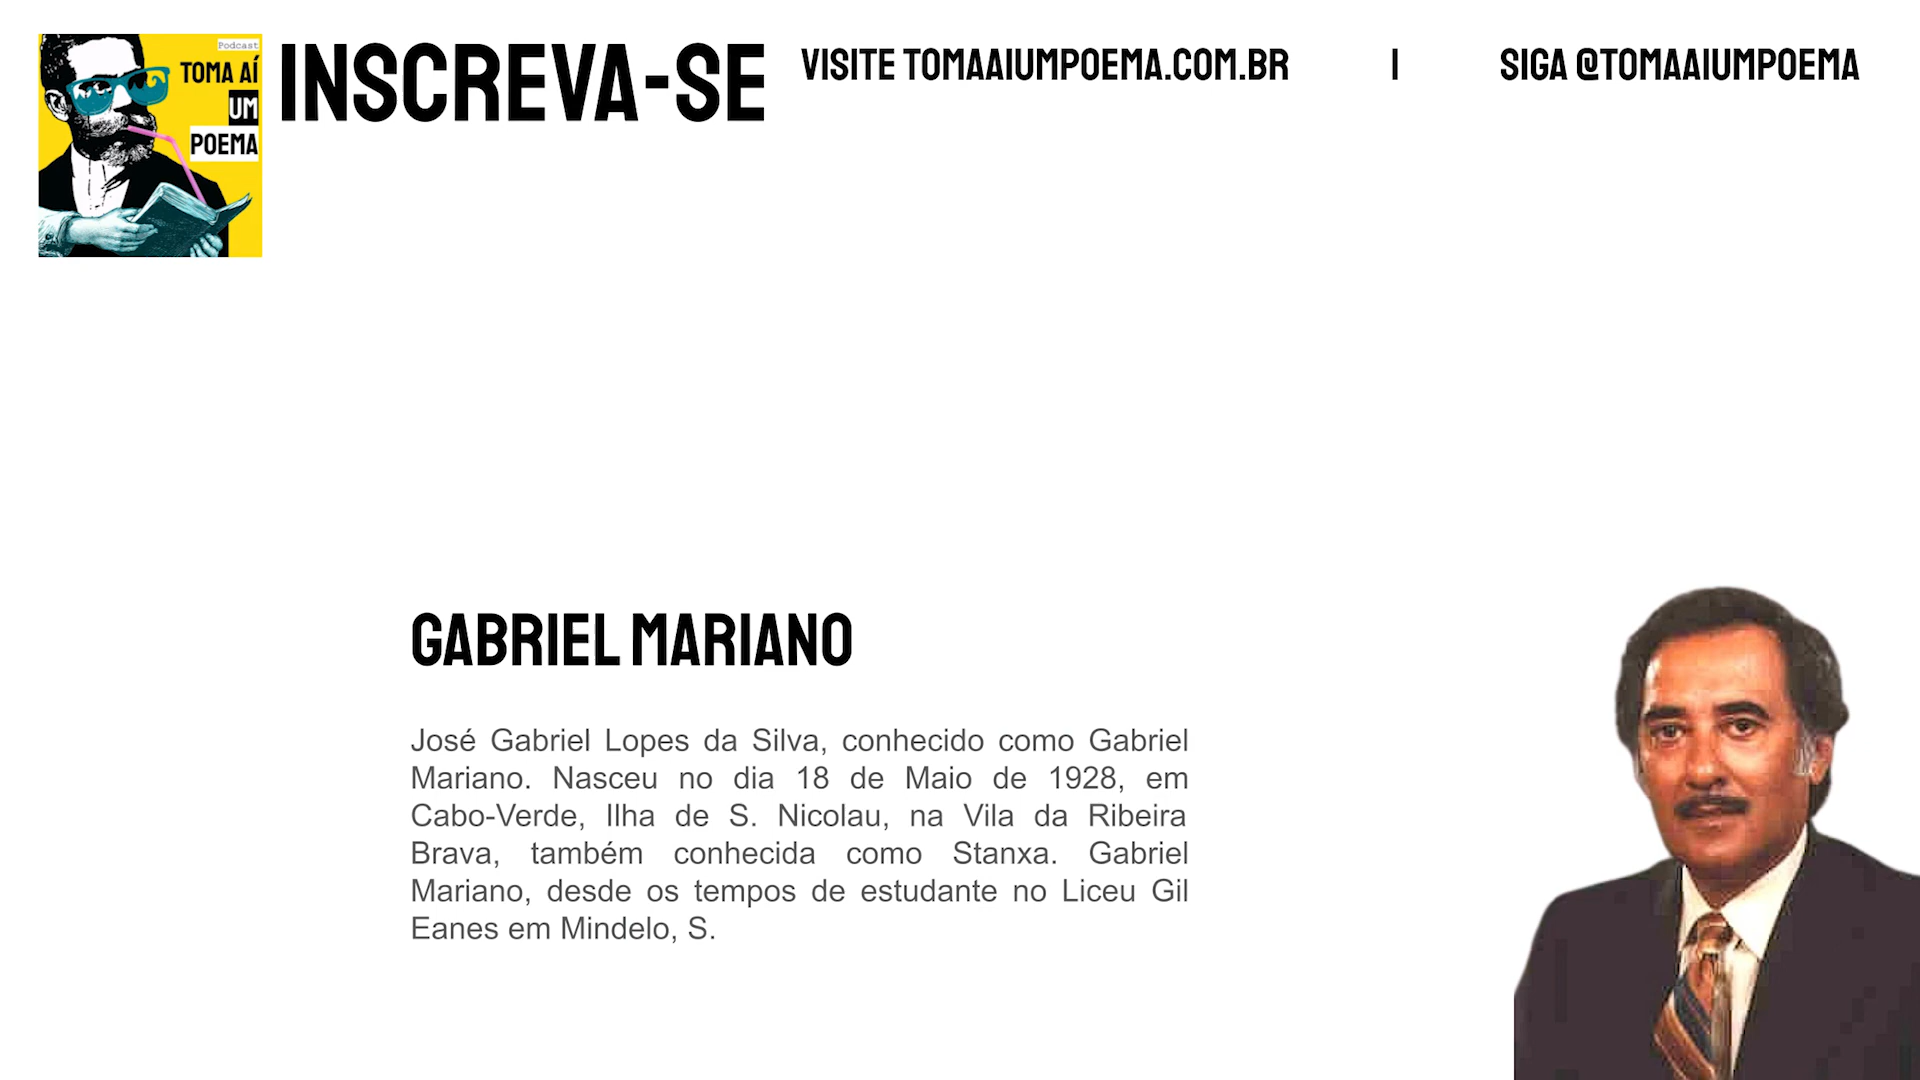 Podcast
TOMA AÍ
UM
POEMA
INSCREVA-SE
VISITE TOMAAIUMPOEMA.COM.BR | SIGA @TOMAAIUMPOEMA
GABRIEL MARIANO
José Gabriel Lopes da Silva, conhecido como Gabriel
Mariano. Nasceu no dia 18 de Maio de 1928, em
Cabo-Verde, Ilha de S. Nicolau, na Vila da Ribeira
Brava, também conhecida como Stanxa. Gabriel
Mariano, desde os tempos de estudante no Liceu Gil
Eanes em Mindelo, S.